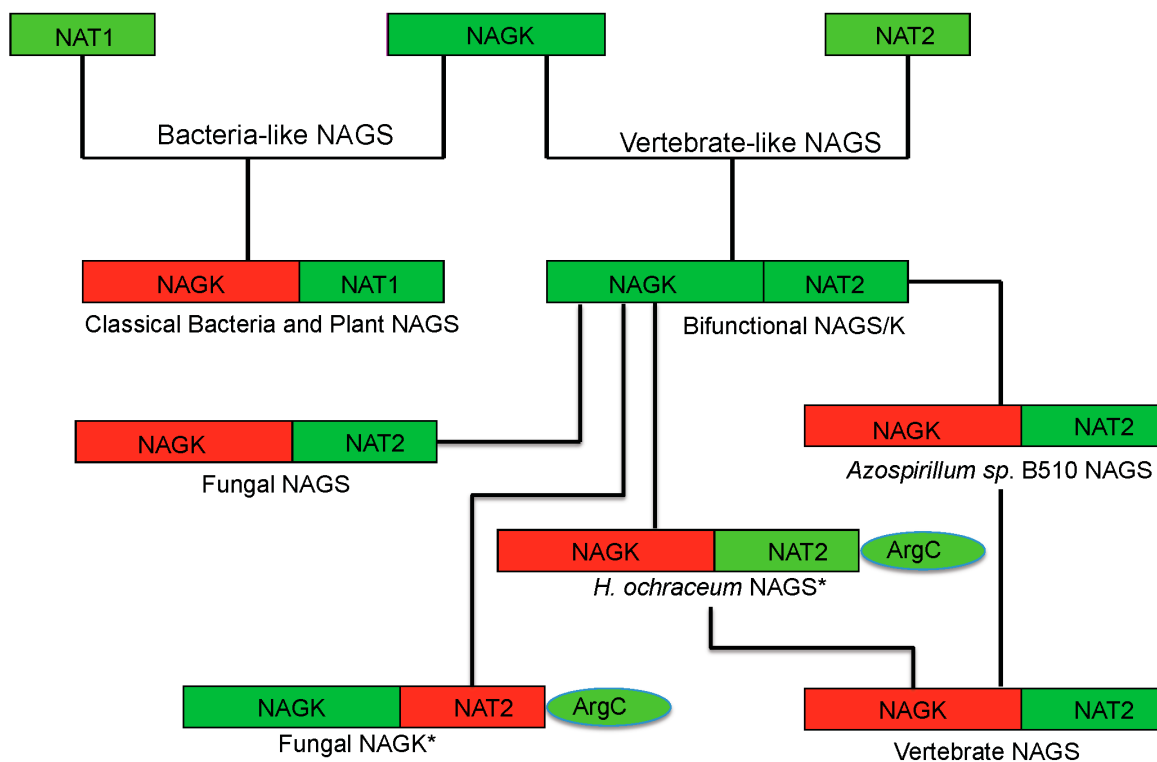 NAT1
NAGK
NAT2
Bacteria-like NAGS
Vertebrate-like NAGS
NAGK NAT1
Classical Bacteria and Plant NAGS
NAGK NAT2
Bifunctional NAGS/K
NAGK NAT2
Fungal NAGS
NAGK NAT2
Azospirillum sp. B510 NAGS
NAGK NAT2 ArgC
H. ochraceum NAGS*
NAGK NAT2 ArgC
Fungal NAGK*
NAGK NAT2
Vertebrate NAGS